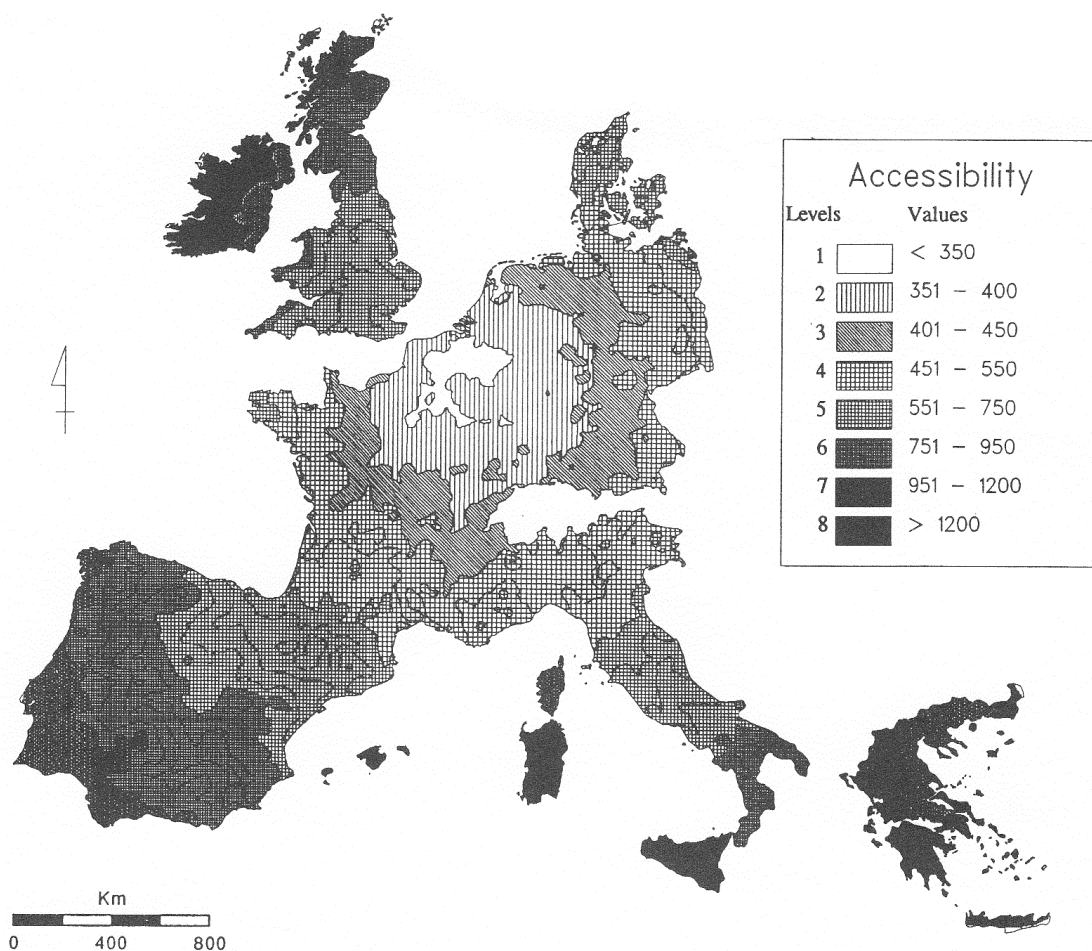 Accessibility
Levels Values
1 < 350
2 351 – 400
3 401 – 450
4 451 – 550
5 551 – 750
6 751 – 950
7 951 – 1200
8 > 1200
Km
0 400 800